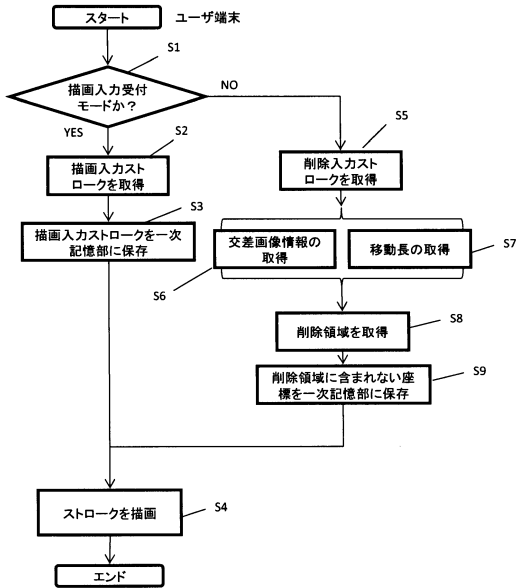 スタート
ユーザ端末
S1
描画入力受付
モードか?
NO
YES
S2
描画入力スト
ロークを取得
S3
描画入力ストロークを一次
記憶部に保存
S5
削除入力スト
ロークを取得
交差画像情報の
取得
S6
移動長の取得
S7
削除領域を取得
S8
削除領域に含まれない座
標を一次記憶部に保存
S9
ストロークを描画
S4
エンド